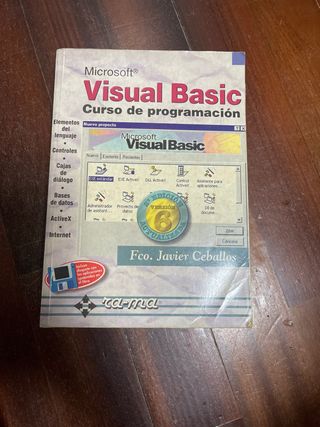 Microsoft®
Visual Basic
Curso de programación
Elementos
del
lenguaje
•
Controles
•
Cajas
de
diálogo
•
Bases
de datos
•
ActiveX
•
Internet
Nuevo proyecto
Microsoft
Visual Basic
Nuevo
Existente
Recientes
EXE estándar
EXE ActiveX
DLL ActiveX
Control
ActiveX
Asistente para
aplicaciones...
Administrador
de asistent...
Proyecto de
datos
VERSIÓN
6
Abrir
Cancelar
Fco. Javier Ceballos
ra-ma